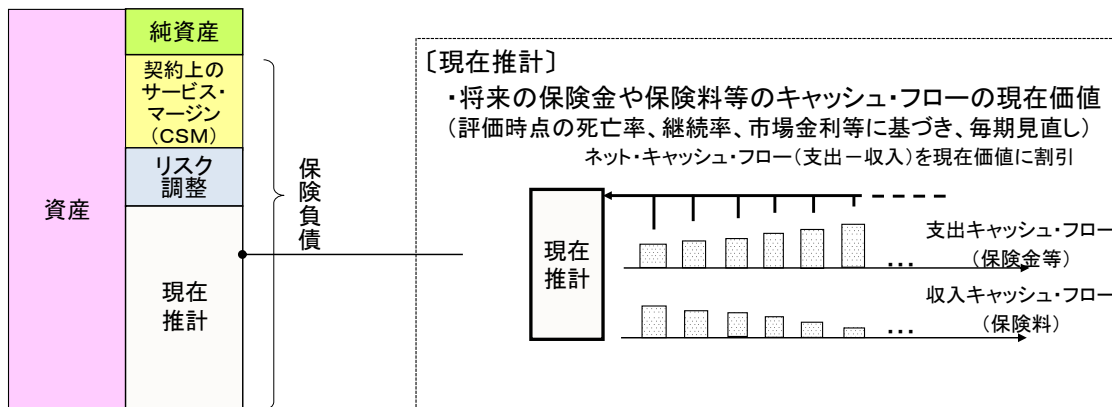 資産
純資産
契約上の
サービス・
マージン
(CSM)
リスク
調整
現在
推計
保険負債
〔現在推計〕
・将来の保険金や保険料等のキャッシュ・フローの現在価値
(評価時点の死亡率、継続率、市場金利等に基づき、毎期見直し)
ネット・キャッシュ・フロー(支出－収入)を現在価値に割引
現在
推計
支出キャッシュ・フロー
(保険金等)
…
収入キャッシュ・フロー
(保険料)
…